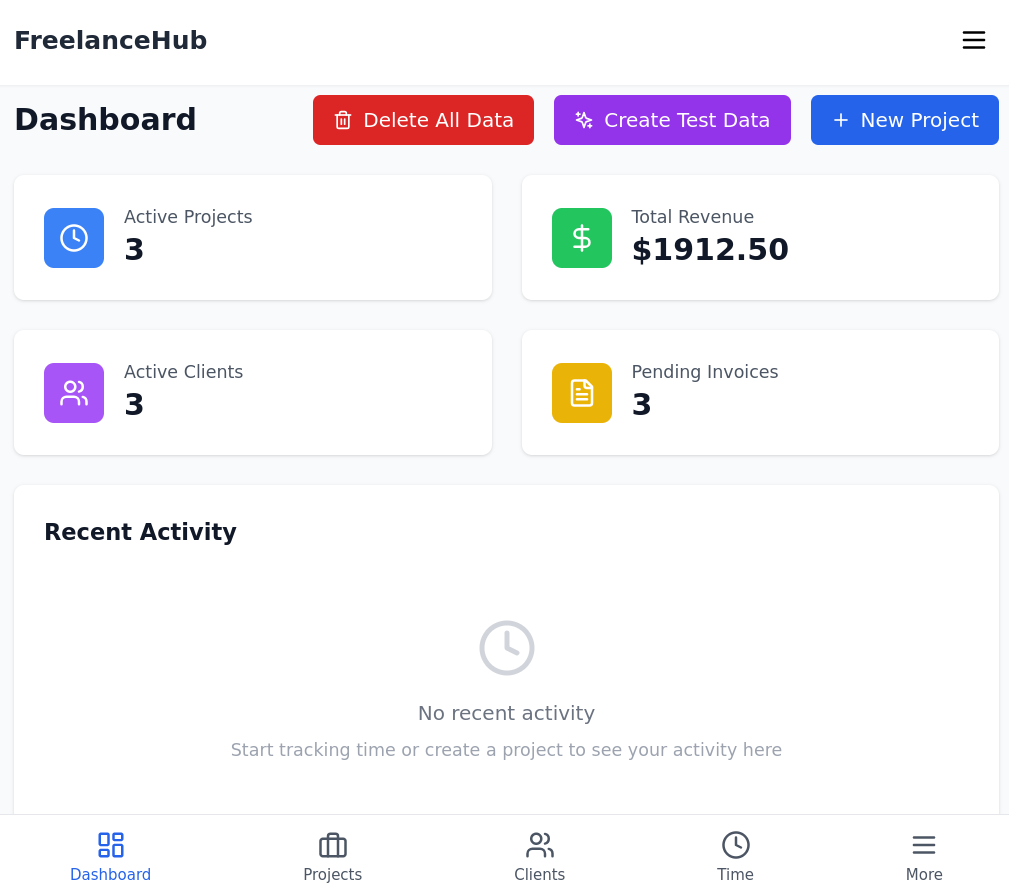 FreelanceHub
Dashboard
Delete All Data
Create Test Data
New Project
Active Projects
3
Total Revenue
$1912.50
Active Clients
3
Pending Invoices
3
Recent Activity
No recent activity
Start tracking time or create a project to see your activity here
Dashboard
Projects
Clients
Time
More